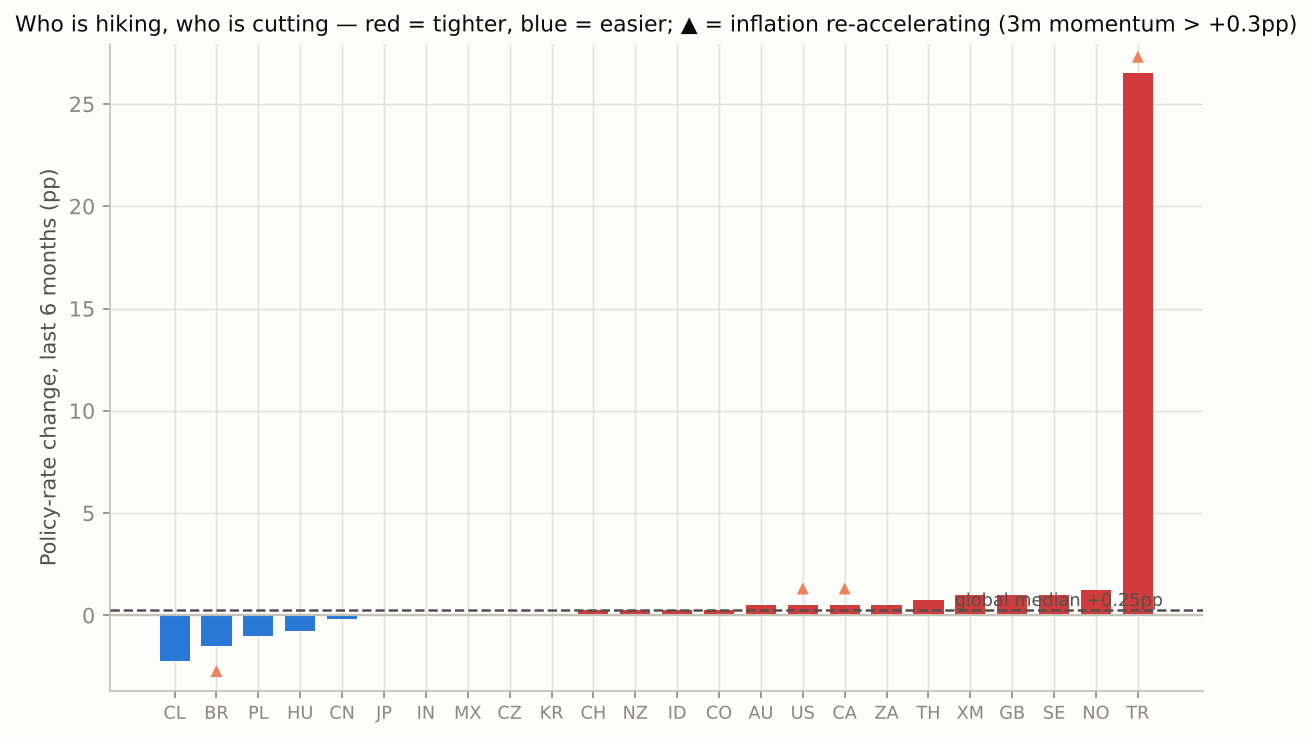 Who is hiking, who is cutting — red = tighter, blue = easier; ▲ = inflation re-accelerating (3m momentum > +0.3pp)
Policy-rate change, last 6 months (pp)
25
20
15
10
5
0
global median +0.25pp
CL BR PL HU CN JP IN MX CZ KR CH NZ ID CO AU US CA ZA TH XM GB SE NO TR